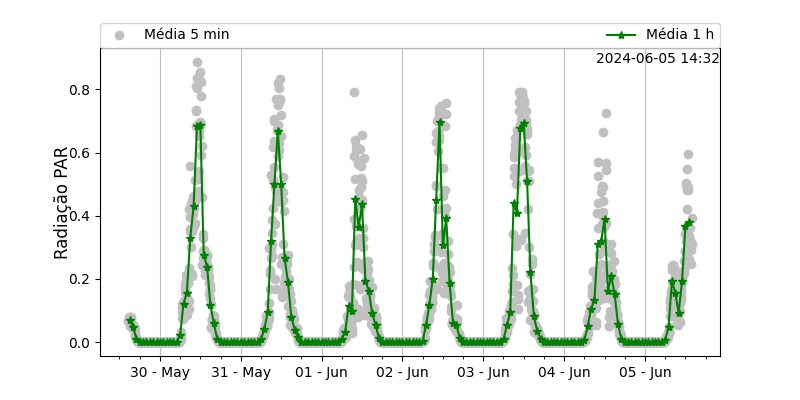 Média 5 min
Média 1 h
2024-06-05 14:32
Radiação PAR
0.8
0.6
0.4
0.2
0.0
30 - May
31 - May
01 - Jun
02 - Jun
03 - Jun
04 - Jun
05 - Jun